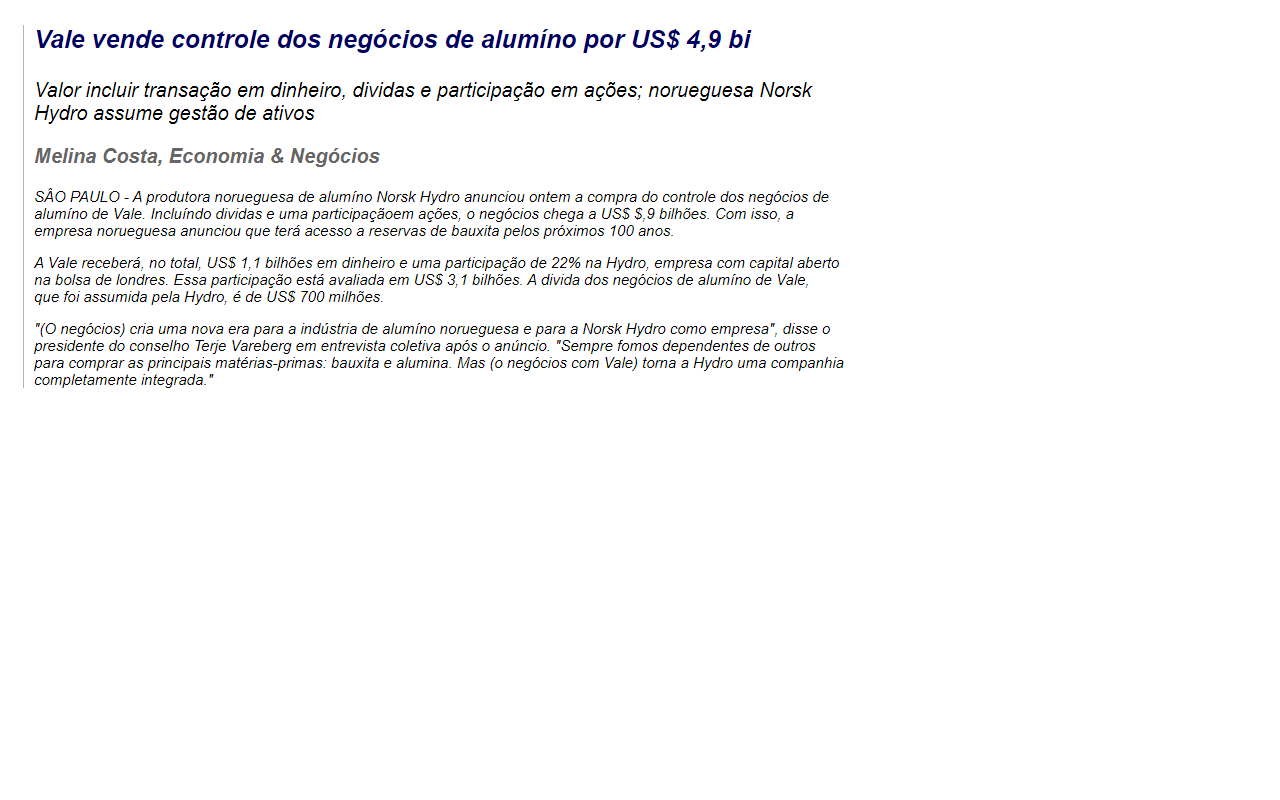 Vale vende controle dos negócios de alumíno por US$ 4,9 bi
Valor incluir transação em dinheiro, dividas e participação em ações; norueguesa Norsk
Hydro assume gestão de ativos
Melina Costa, Economia & Negócios
SÂO PAULO - A produtora norueguesa de alumíno Norsk Hydro anunciou ontem a compra do controle dos negócios de
alumíno de Vale. Incluíndo dividas e uma participaçãoem ações, o negócios chega a US$ $,9 bilhões. Com isso, a
empresa norueguesa anunciou que terá acesso a reservas de bauxita pelos próximos 100 anos.
A Vale receberá, no total, US$ 1,1 bilhões em dinheiro e uma participação de 22% na Hydro, empresa com capital aberto
na bolsa de londres. Essa participação está avaliada em US$ 3,1 bilhões. A divida dos negócios de alumíno de Vale,
que foi assumida pela Hydro, é de US$ 700 milhões.
"(O negócios) cria uma nova era para a indústria de alumíno norueguesa e para a Norsk Hydro como empresa", disse o
presidente do conselho Terje Vareberg em entrevista coletiva após o anúncio. "Sempre fomos dependentes de outros
para comprar as principais matérias-primas: bauxita e alumina. Mas (o negócios com Vale) torna a Hydro uma companhia
completamente integrada."